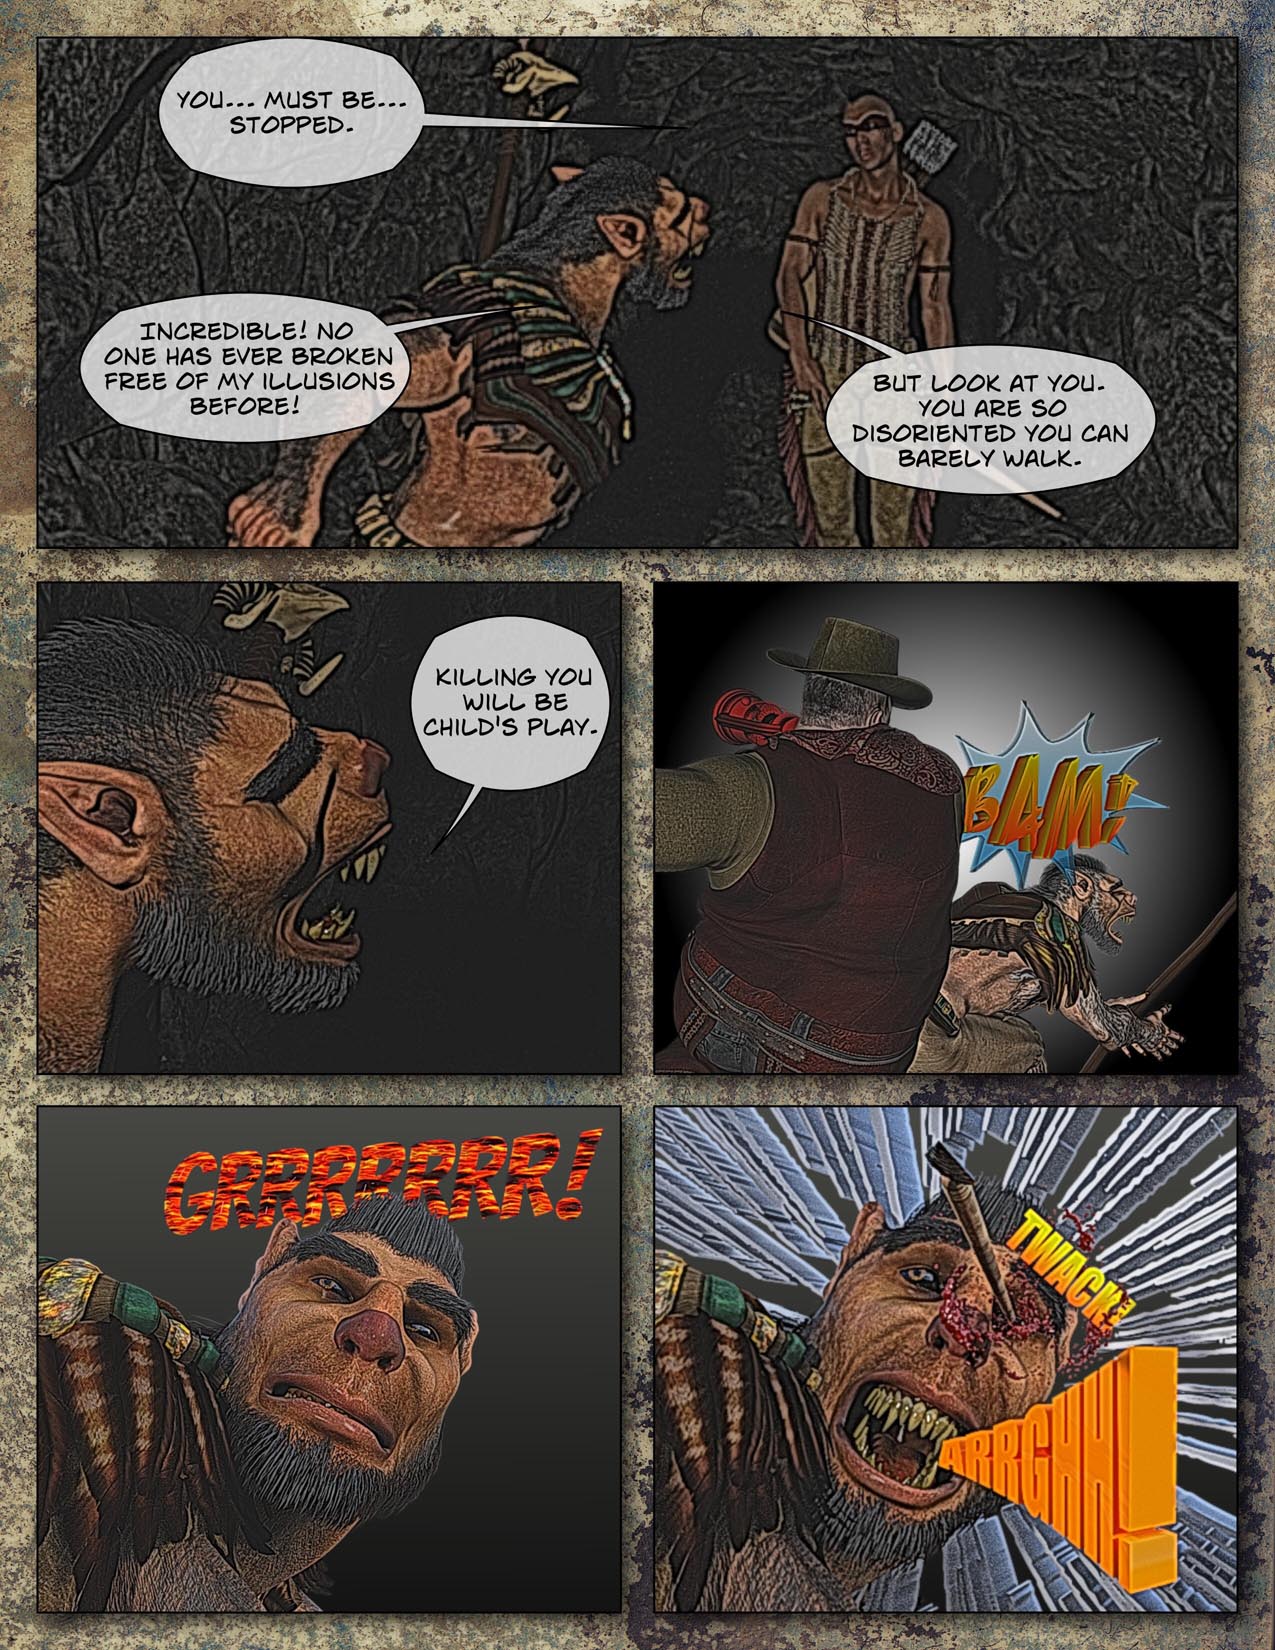 YOU... MUST BE...
STOPPED.
INCREDIBLE! NO
ONE HAS EVER BROKEN
FREE OF MY ILLUSIONS
BEFORE!
BUT LOOK AT YOU.
YOU ARE SO
DISORIENTED YOU CAN
BARELY WALK.
KILLING YOU
WILL BE
CHILD'S PLAY.
BAM!
GRRRRRRR!
TWACK!
ARRGHH!